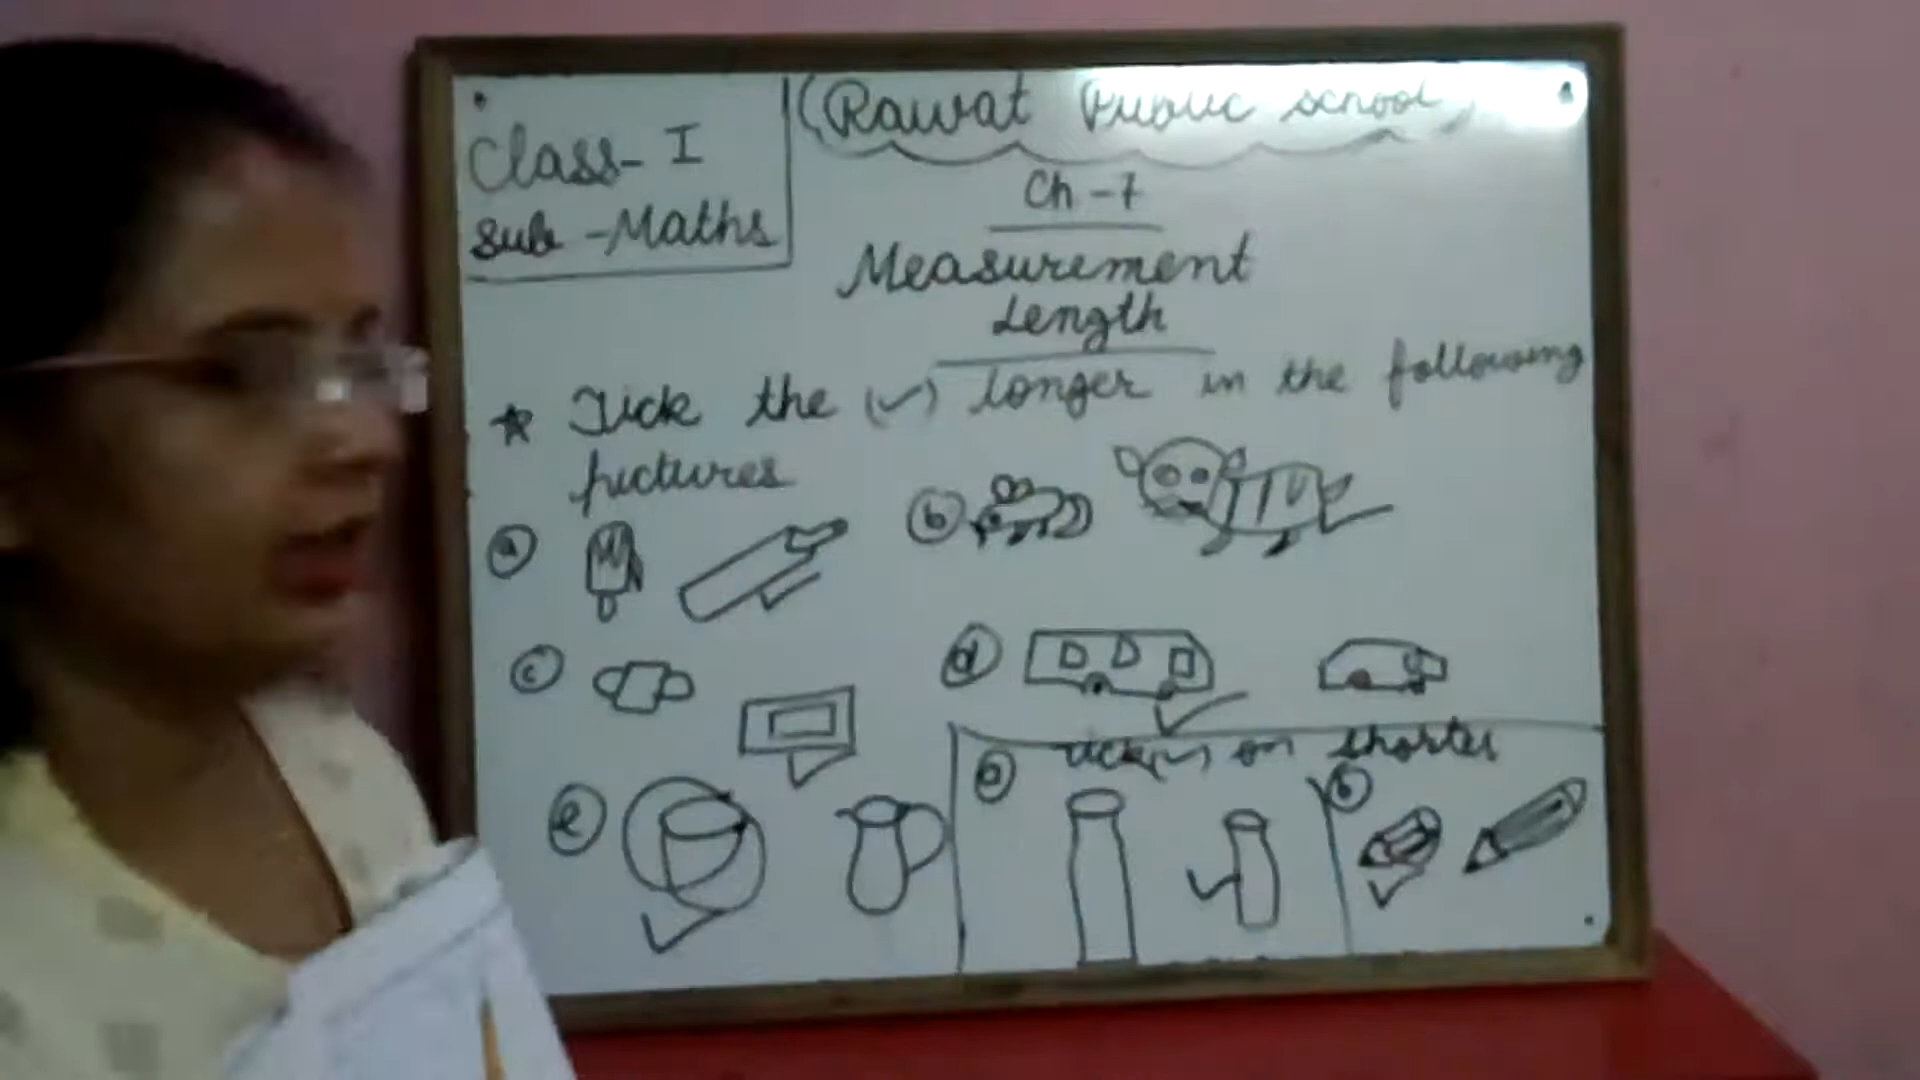 Class- I
Sub -Maths
(Rawat Public School)
Ch -7
Measurement
Length
☆ Tick the (✓) longer in the following
pictures
a
b
c
d
e
tick(✓) on shorter
a
b